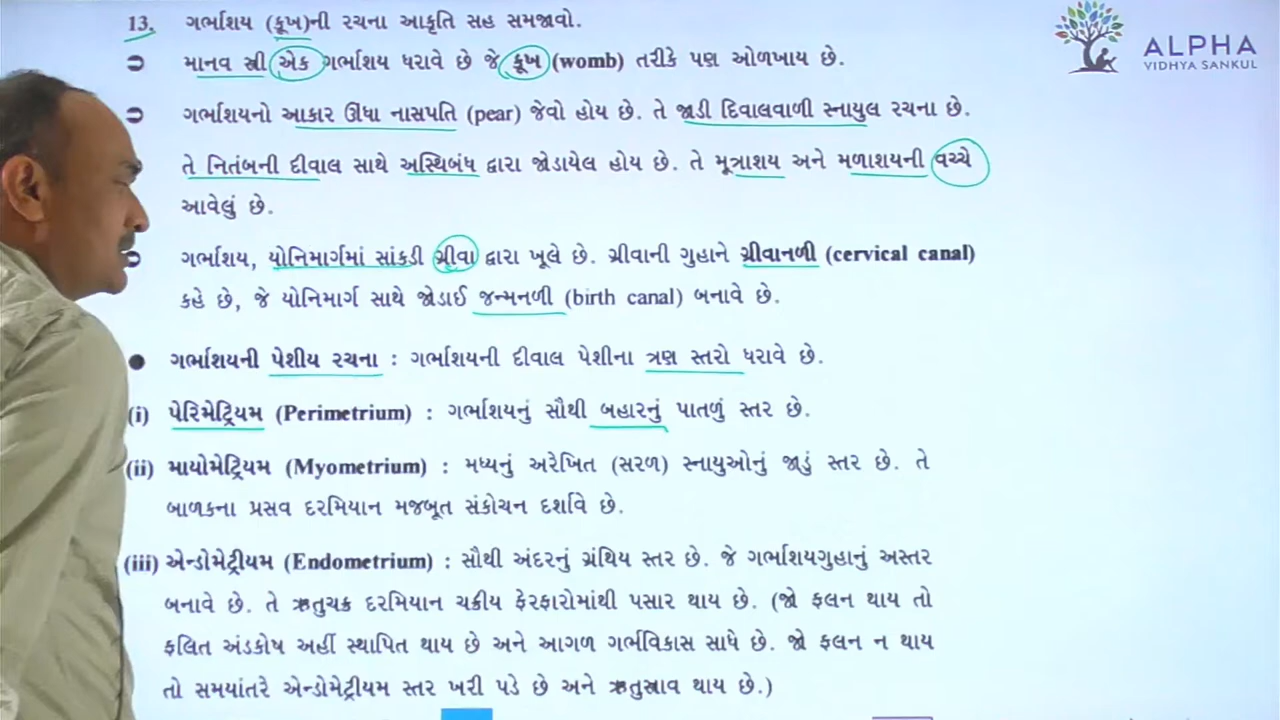 13. ગર્ભાશય (કૂખ)ની રચના આકૃતિ સહ સમજાવો.
ALPHA
VIDHYA SANKUL
➲ માનવ સ્ત્રી એક ગર્ભાશય ધરાવે છે જે કૂખ (womb) તરીકે પણ ઓળખાય છે.
➲ ગર્ભાશયનો આકાર ઊંધા નાસપતિ (pear) જેવો હોય છે. તે જાડી દિવાલવાળી સ્નાયુલ રચના છે.
તે નિતંબની દીવાલ સાથે અસ્થિબંધ દ્વારા જોડાયેલ હોય છે. તે મૂત્રાશય અને મળાશયની વચ્ચે
આવેલું છે.
➲ ગર્ભાશય, યોનિમાર્ગમાં સાંકડી ગ્રીવા દ્વારા ખૂલે છે. ગ્રીવાની ગુહાને ગ્રીવાનળી (cervical canal)
કહે છે, જે યોનિમાર્ગ સાથે જોડાઈ જન્મનળી (birth canal) બનાવે છે.
● ગર્ભાશયની પેશીય રચના : ગર્ભાશયની દીવાલ પેશીના ત્રણ સ્તરો ધરાવે છે.
(i) પેરિમેટ્રિયમ (Perimetrium) : ગર્ભાશયનું સૌથી બહારનું પાતળું સ્તર છે.
(ii) માયોમેટ્રિયમ (Myometrium) : મધ્યનું અરેખિત (સરળ) સ્નાયુઓનું જાડું સ્તર છે. તે
બાળકના પ્રસવ દરમિયાન મજબૂત સંકોચન દર્શાવે છે.
(iii) એન્ડોમેટ્રીયમ (Endometrium) : સૌથી અંદરનું ગ્રંથિય સ્તર છે. જે ગર્ભાશયગુહાનું અસ્તર
બનાવે છે. તે ઋતુચક્ર દરમિયાન ચક્રીય ફેરફારોમાંથી પસાર થાય છે. (જો ફલન થાય તો
ફલિત અંડકોષ અહીં સ્થાપિત થાય છે અને આગળ ગર્ભવિકાસ સાધે છે. જો ફલન ન થાય
તો સમયાંતરે એન્ડોમેટ્રીયમ સ્તર ખરી પડે છે અને ઋતુસ્ત્રાવ થાય છે.)